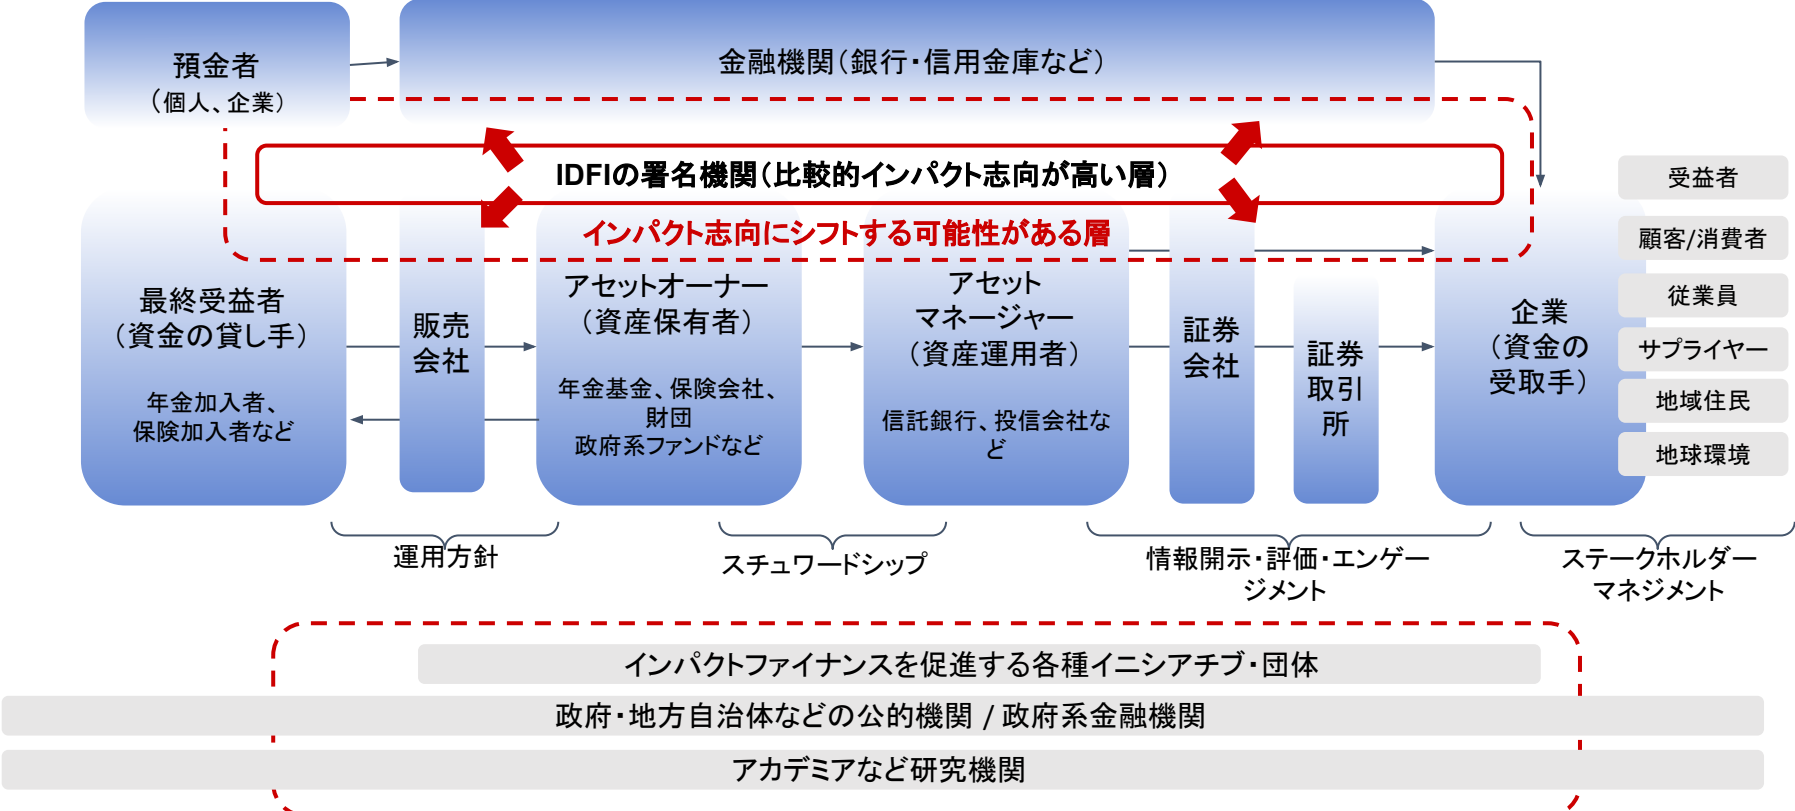 預金者
（個人、企業）
金融機関（銀行・信用金庫など）
IDFIの署名機関（比較的インパクト志向が高い層）
インパクト志向にシフトする可能性がある層
最終受益者
（資金の貸し手）
年金加入者、
保険加入者など
販売
会社
アセットオーナー
（資産保有者）
年金基金、保険会社、
財団
政府系ファンドなど
アセット
マネージャー
（資産運用者）
信託銀行、投信会社な
ど
証券
会社
証券
取引
所
企業
（資金の
受取手）
受益者
顧客/消費者
従業員
サプライヤー
地域住民
地球環境
運用方針
スチュワードシップ
情報開示・評価・エンゲー
ジメント
ステークホルダー
マネジメント
インパクトファイナンスを促進する各種イニシアチブ・団体
政府・地方自治体などの公的機関 / 政府系金融機関
アカデミアなど研究機関